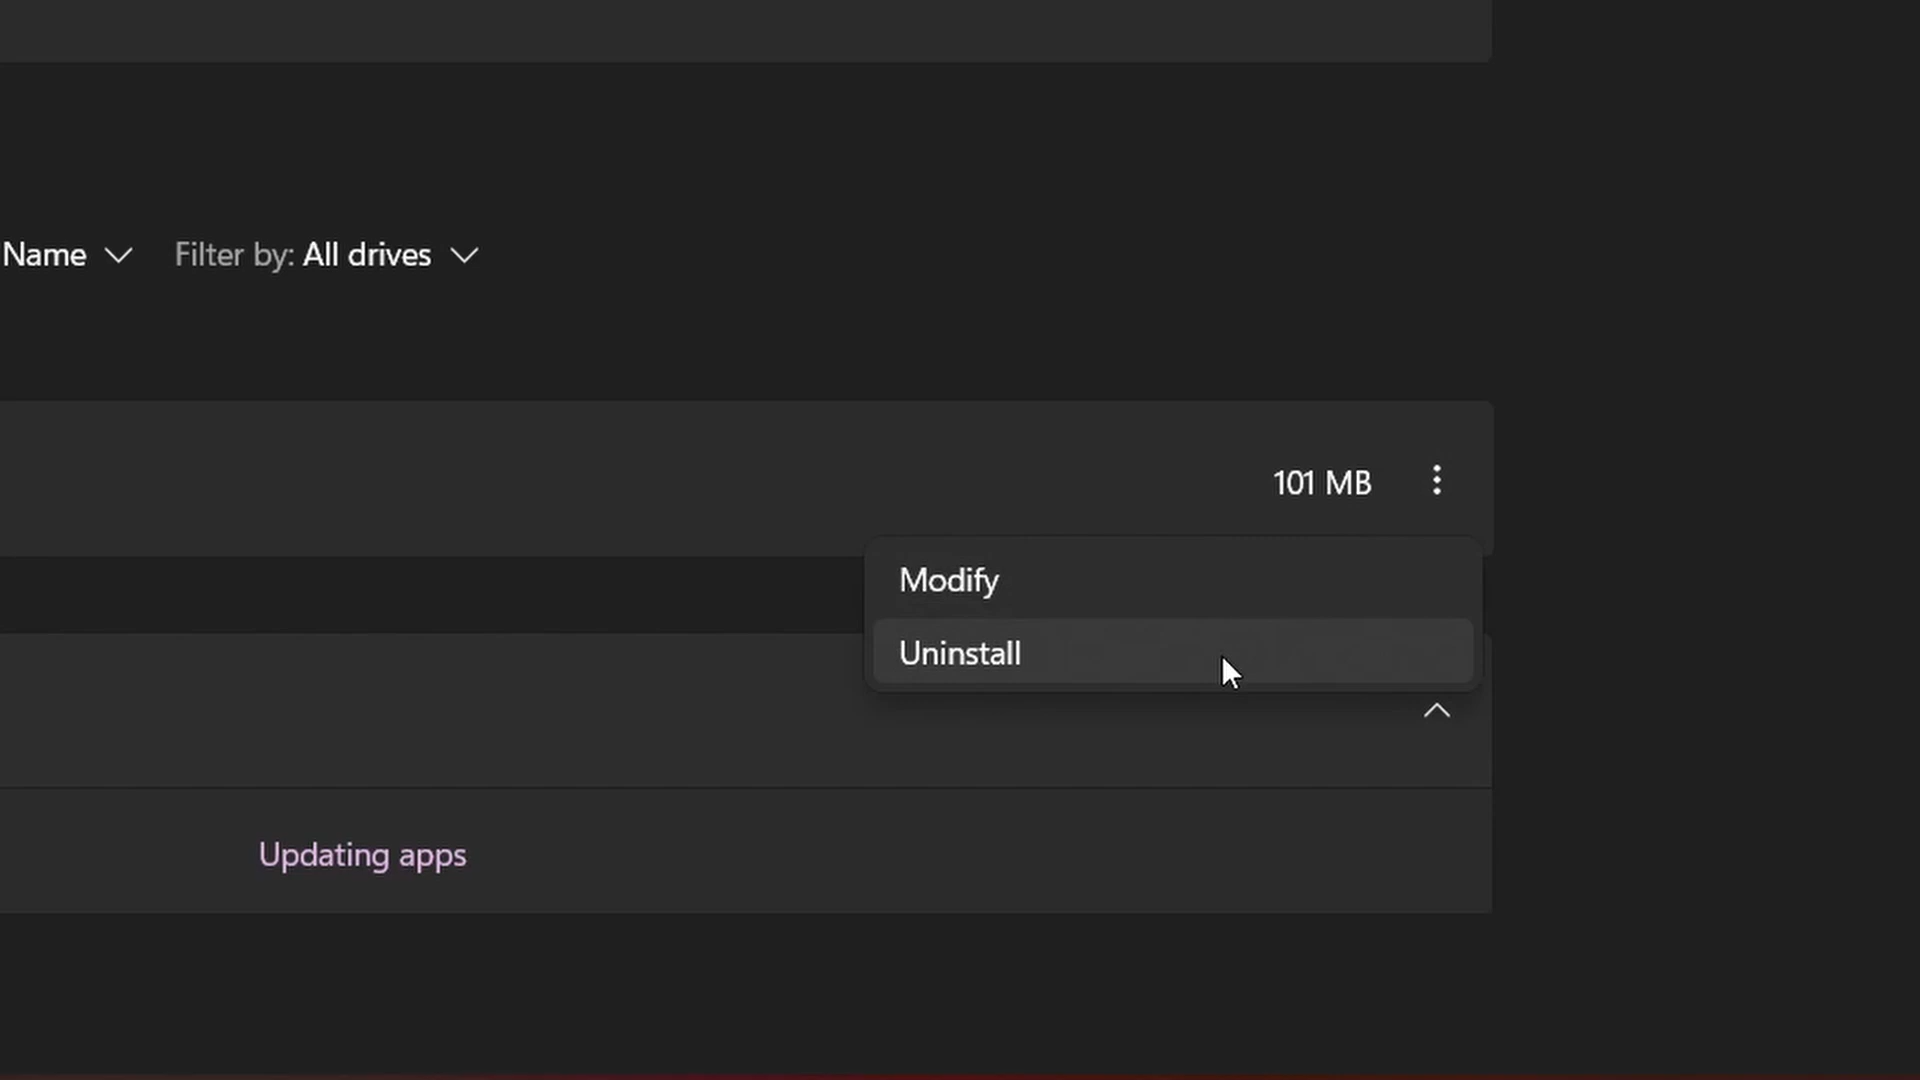 Name
Filter by: All drives
101 MB
Modify
Uninstall
Updating apps